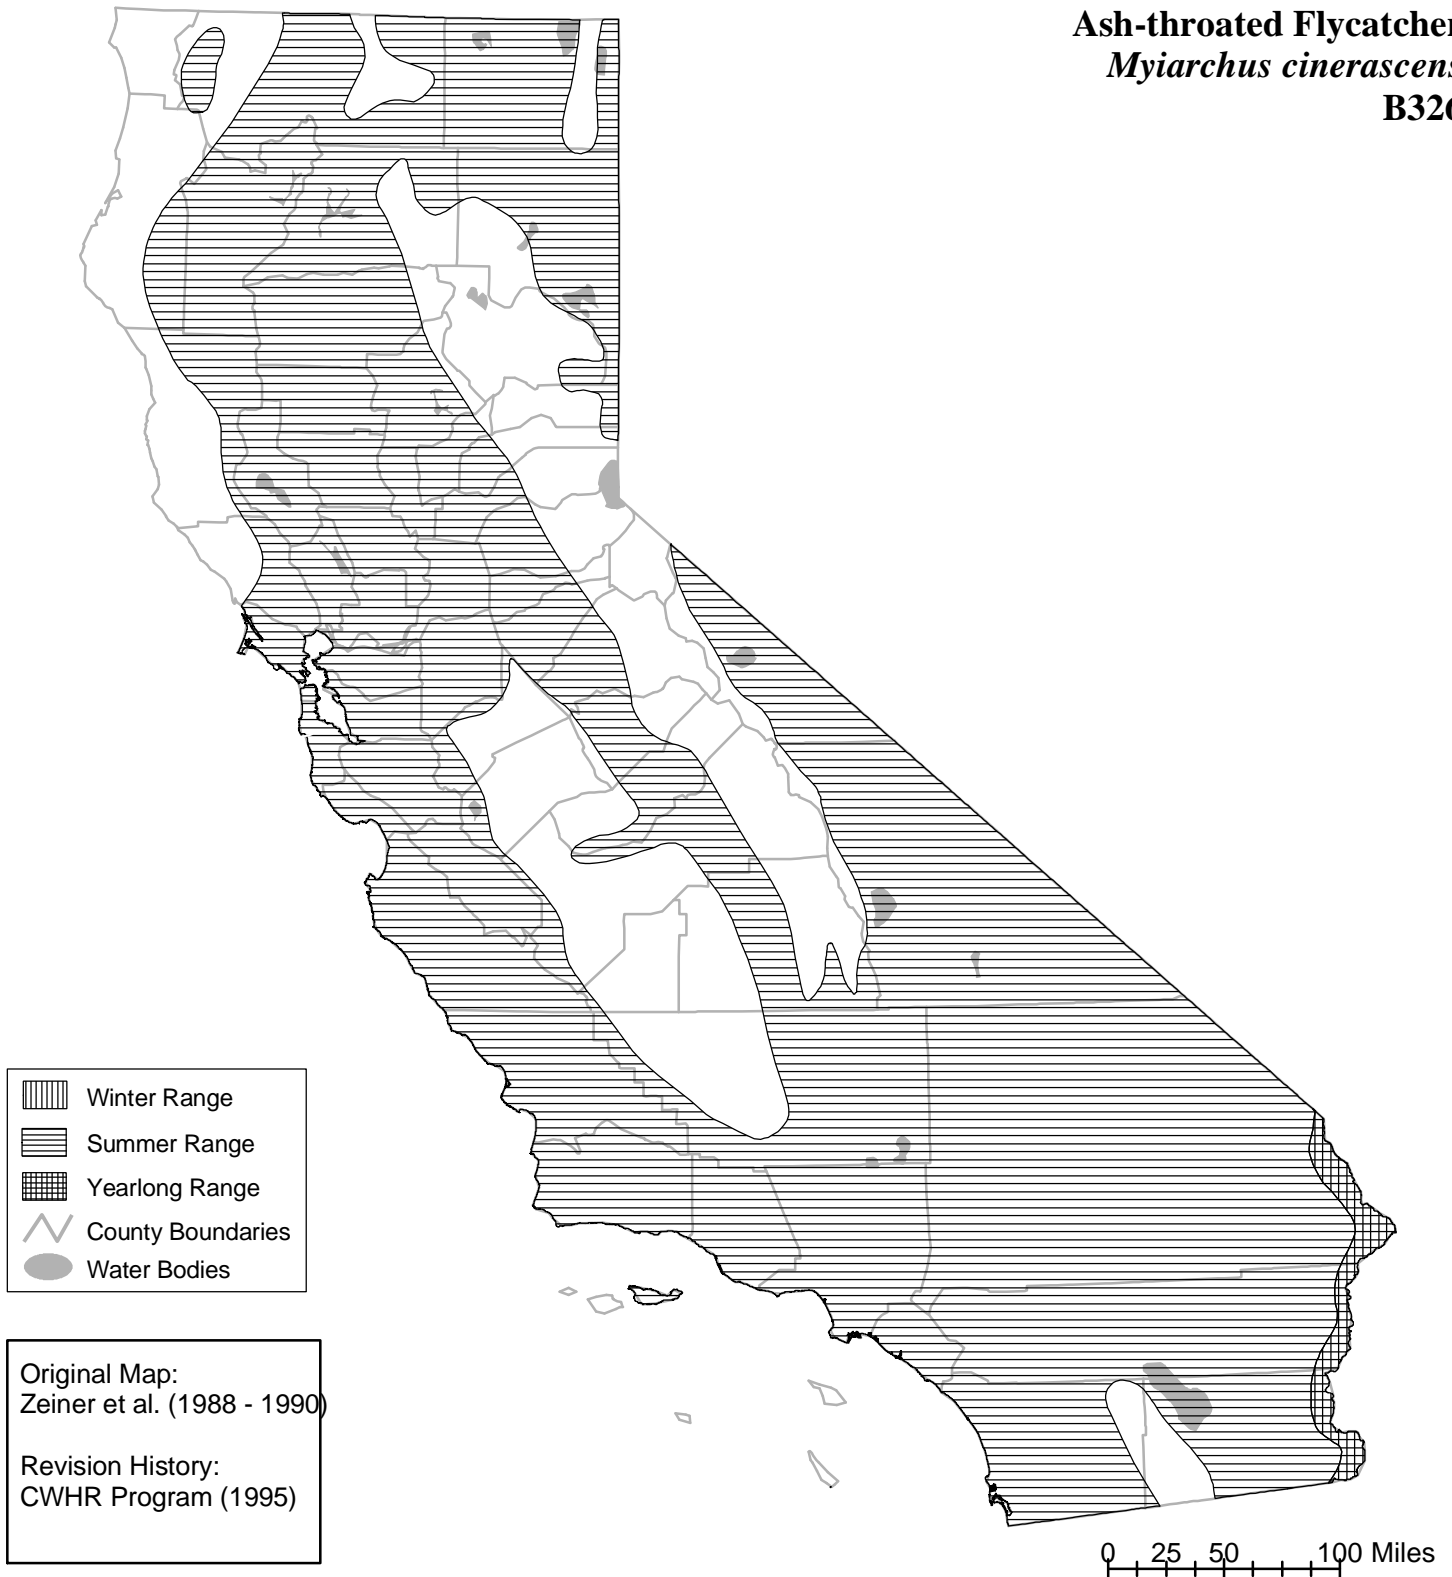 Ash-throated Flycatcher
Myiarchus cinerascens
B326
Winter Range
Summer Range
Yearlong Range
County Boundaries
Water Bodies
Original Map:
Zeiner et al. (1988 - 1990)
Revision History:
CWHR Program (1995)
0 25 50 100 Miles